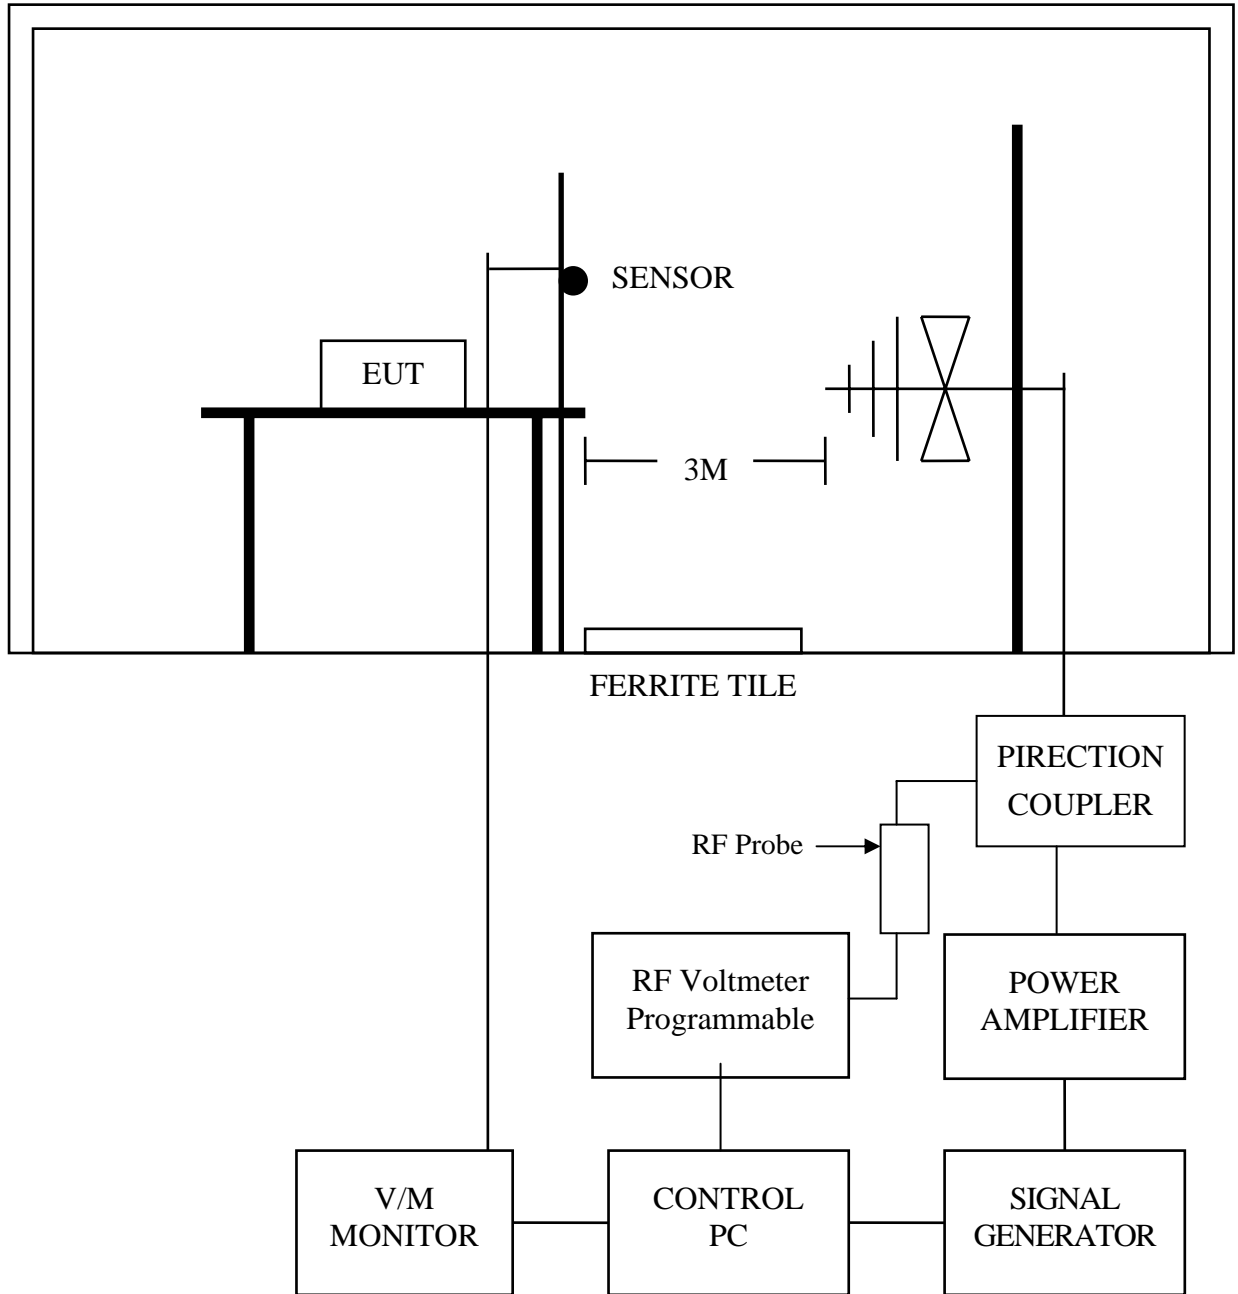 SENSOR
EUT
3M
FERRITE TILE
PIRECTION
COUPLER
RF Probe
RF Voltmeter
Programmable
POWER
AMPLIFIER
V/M
MONITOR
CONTROL
PC
SIGNAL
GENERATOR